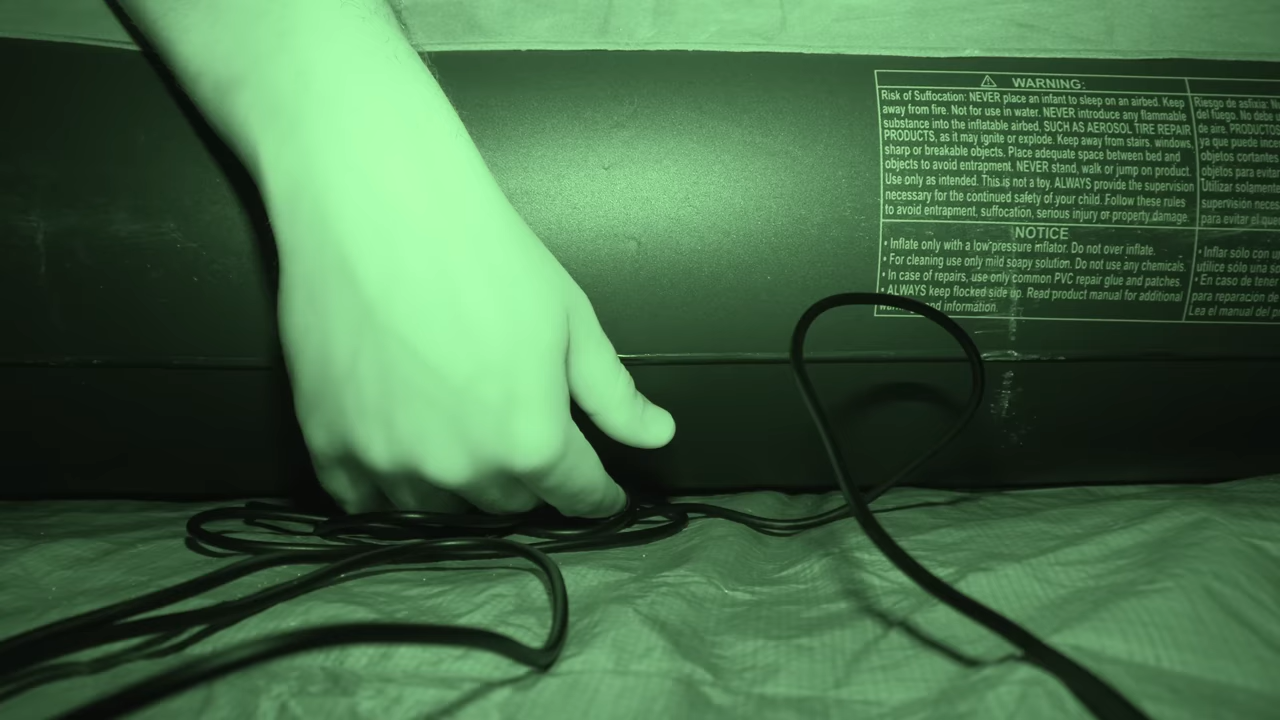 WARNING:
Risk of Suffocation: NEVER place an infant to sleep on an airbed. Keep
away from fire. Not for use in water. NEVER introduce any flammable
substance into the inflatable airbed, SUCH AS AEROSOL TIRE REPAIR
PRODUCTS, as it may ignite or explode. Keep away from stairs, windows,
sharp or breakable objects. Place adequate space between bed and
objects to avoid entrapment. NEVER stand, walk or jump on product.
Use only as intended. This is not a toy. ALWAYS provide the supervision
necessary for the continued safety of your child. Follow these rules
to avoid entrapment, suffocation, serious injury or property damage.
NOTICE
• Inflate only with a low pressure inflator. Do not over inflate.
• For cleaning use only mild soapy solution. Do not use any chemicals.
• In case of repairs, use only common PVC repair glue and patches.
• ALWAYS keep flocked side up. Read product manual for additional
and information.
Riesgo de asfixia:
del fuego. No debe
de aire.
ya que puede
objetos cortantes
objetos para
Utilizar
supervisión
para evitar el
• Inflar sólo con
utilice sólo una
• En caso de
para reparación de
Lea el manual del